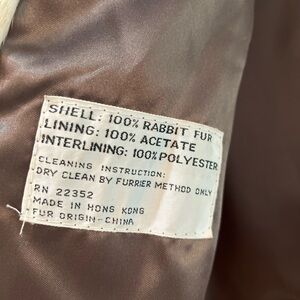 SHELL: 100% RABBIT FUR
LINING: 100% ACETATE
INTERLINING: 100% POLYESTER
CLEANING INSTRUCTION:
DRY CLEAN BY FURRIER METHOD ONLY
RN 22352
MADE IN HONG KONG
FUR ORIGIN-CHINA